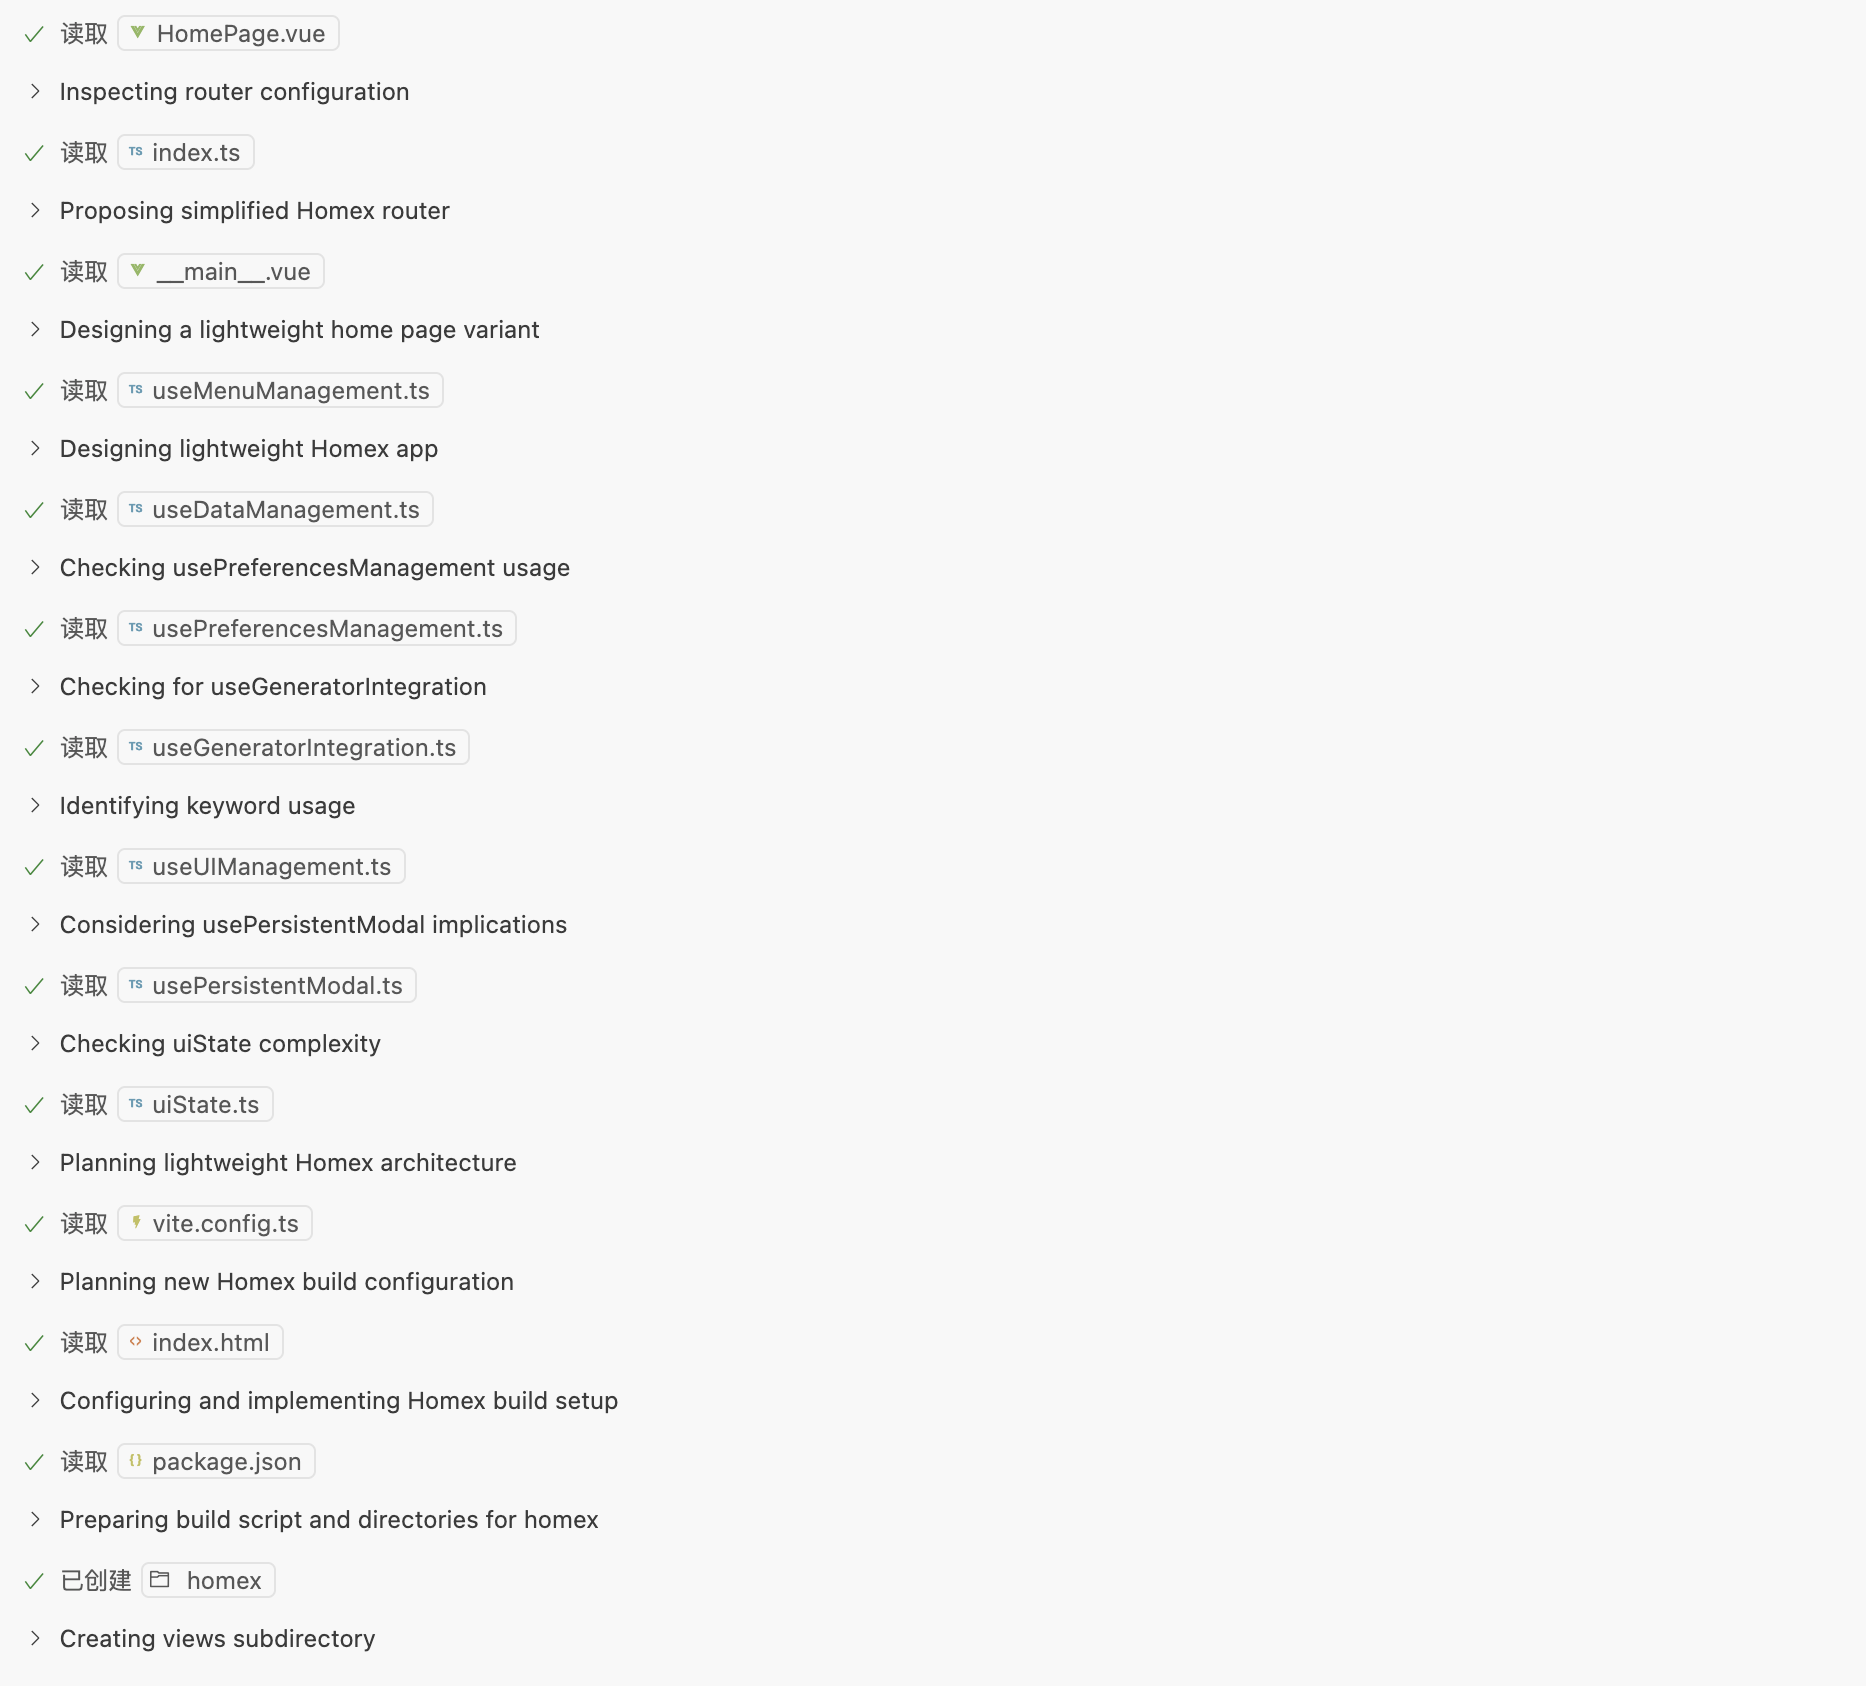 读取 HomePage.vue
Inspecting router configuration
读取 TS index.ts
Proposing simplified Homex router
读取 __main__.vue
Designing a lightweight home page variant
读取 TS useMenuManagement.ts
Designing lightweight Homex app
读取 TS useDataManagement.ts
Checking usePreferencesManagement usage
读取 TS usePreferencesManagement.ts
Checking for useGeneratorIntegration
读取 TS useGeneratorIntegration.ts
Identifying keyword usage
读取 TS useUIManagement.ts
Considering usePersistentModal implications
读取 TS usePersistentModal.ts
Checking uiState complexity
读取 TS uiState.ts
Planning lightweight Homex architecture
读取 vite.config.ts
Planning new Homex build configuration
读取 <> index.html
Configuring and implementing Homex build setup
读取 {} package.json
Preparing build script and directories for homex
已创建 homex
Creating views subdirectory